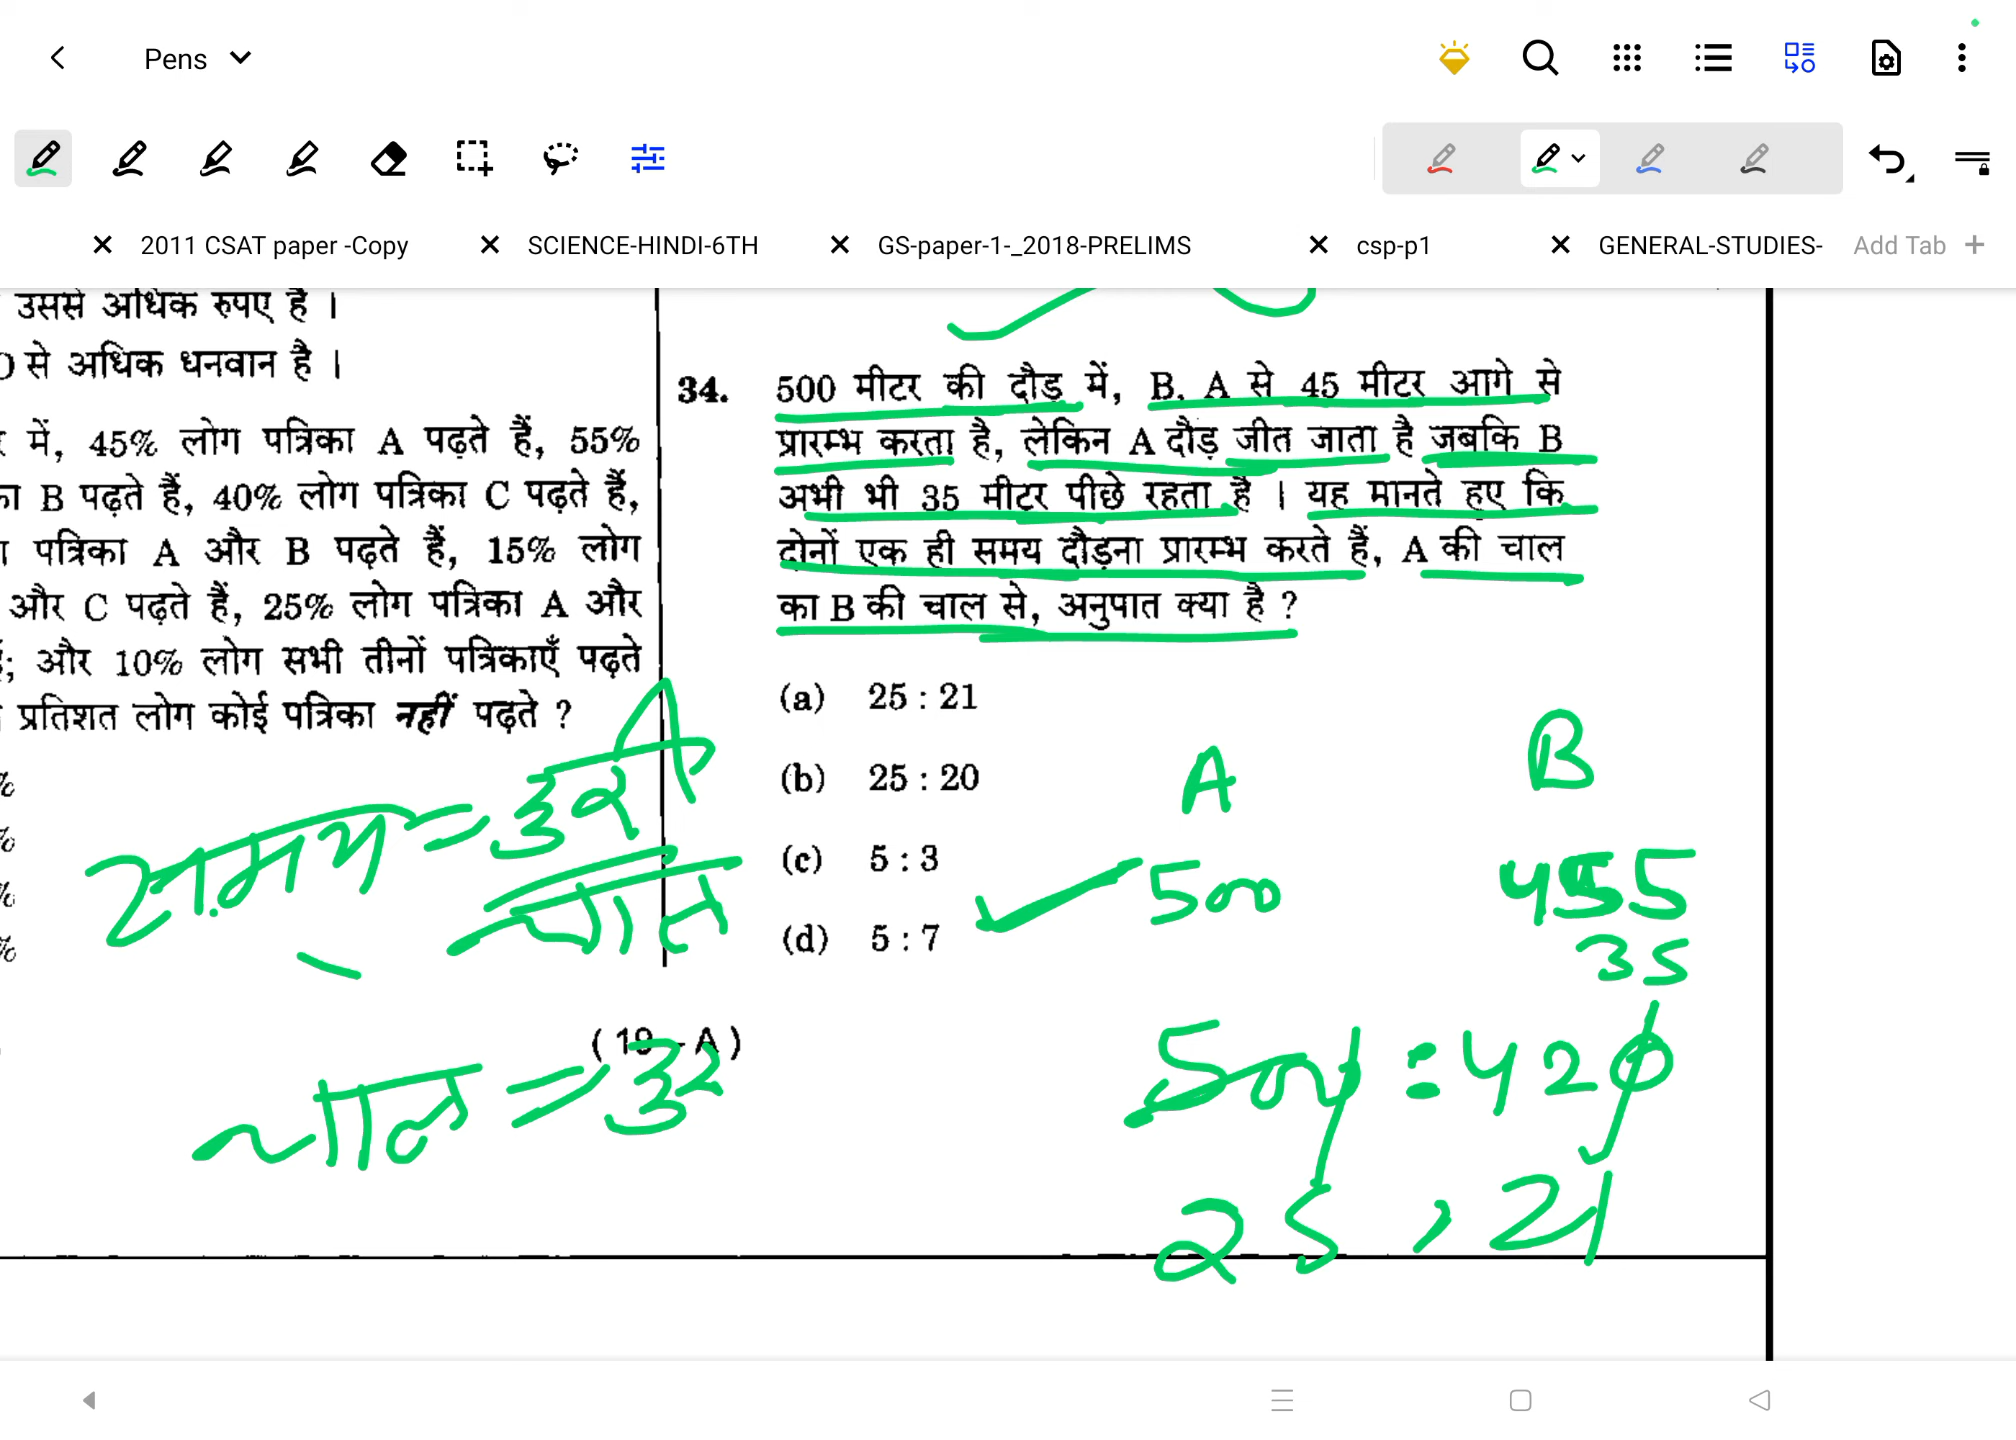 Pens
2011 CSAT paper -Copy
SCIENCE-HINDI-6TH
GS-paper-1-_2018-PRELIMS
csp-p1
GENERAL-STUDIES-
Add Tab +
उससे अधिक रुपए है ।
से अधिक धनवान है ।
में, 45% लोग पत्रिका A पढ़ते हैं, 55%
B पढ़ते हैं, 40% लोग पत्रिका C पढ़ते हैं,
पत्रिका A और B पढ़ते हैं, 15% लोग
और C पढ़ते हैं, 25% लोग पत्रिका A और
; और 10% लोग सभी तीनों पत्रिकाएँ पढ़ते
प्रतिशत लोग कोई पत्रिका नहीं पढ़ते ?
34. 500 मीटर की दौड़ में, B, A से 45 मीटर आगे से
प्रारम्भ करता है, लेकिन A दौड़ जीत जाता है जबकि B
अभी भी 35 मीटर पीछे रहता है । यह मानते हुए कि
दोनों एक ही समय दौड़ना प्रारम्भ करते हैं, A की चाल
का B की चाल से, अनुपात क्या है ?
(a) 25 : 21
(b) 25 : 20
(c) 5 : 3
(d) 5 : 7
A B
500 455
35
500 : 420
25 , 21
समय =
चाल
चाल =